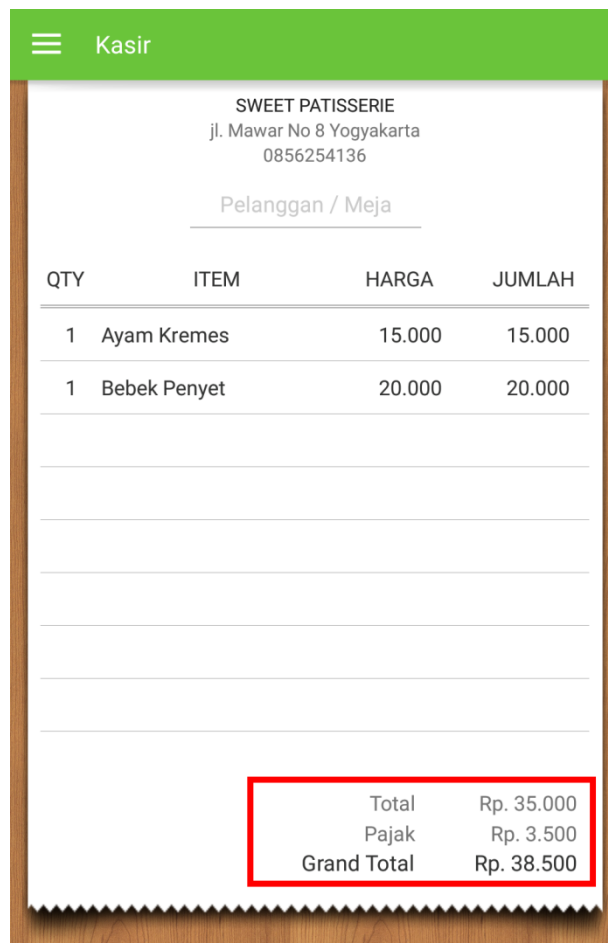 Kasir
SWEET PATISSERIE
jl. Mawar No 8 Yogyakarta
0856254136
Pelanggan / Meja
QTY ITEM HARGA JUMLAH
1 Ayam Kremes 15.000 15.000
1 Bebek Penyet 20.000 20.000
Total Rp. 35.000
Pajak Rp. 3.500
Grand Total Rp. 38.500